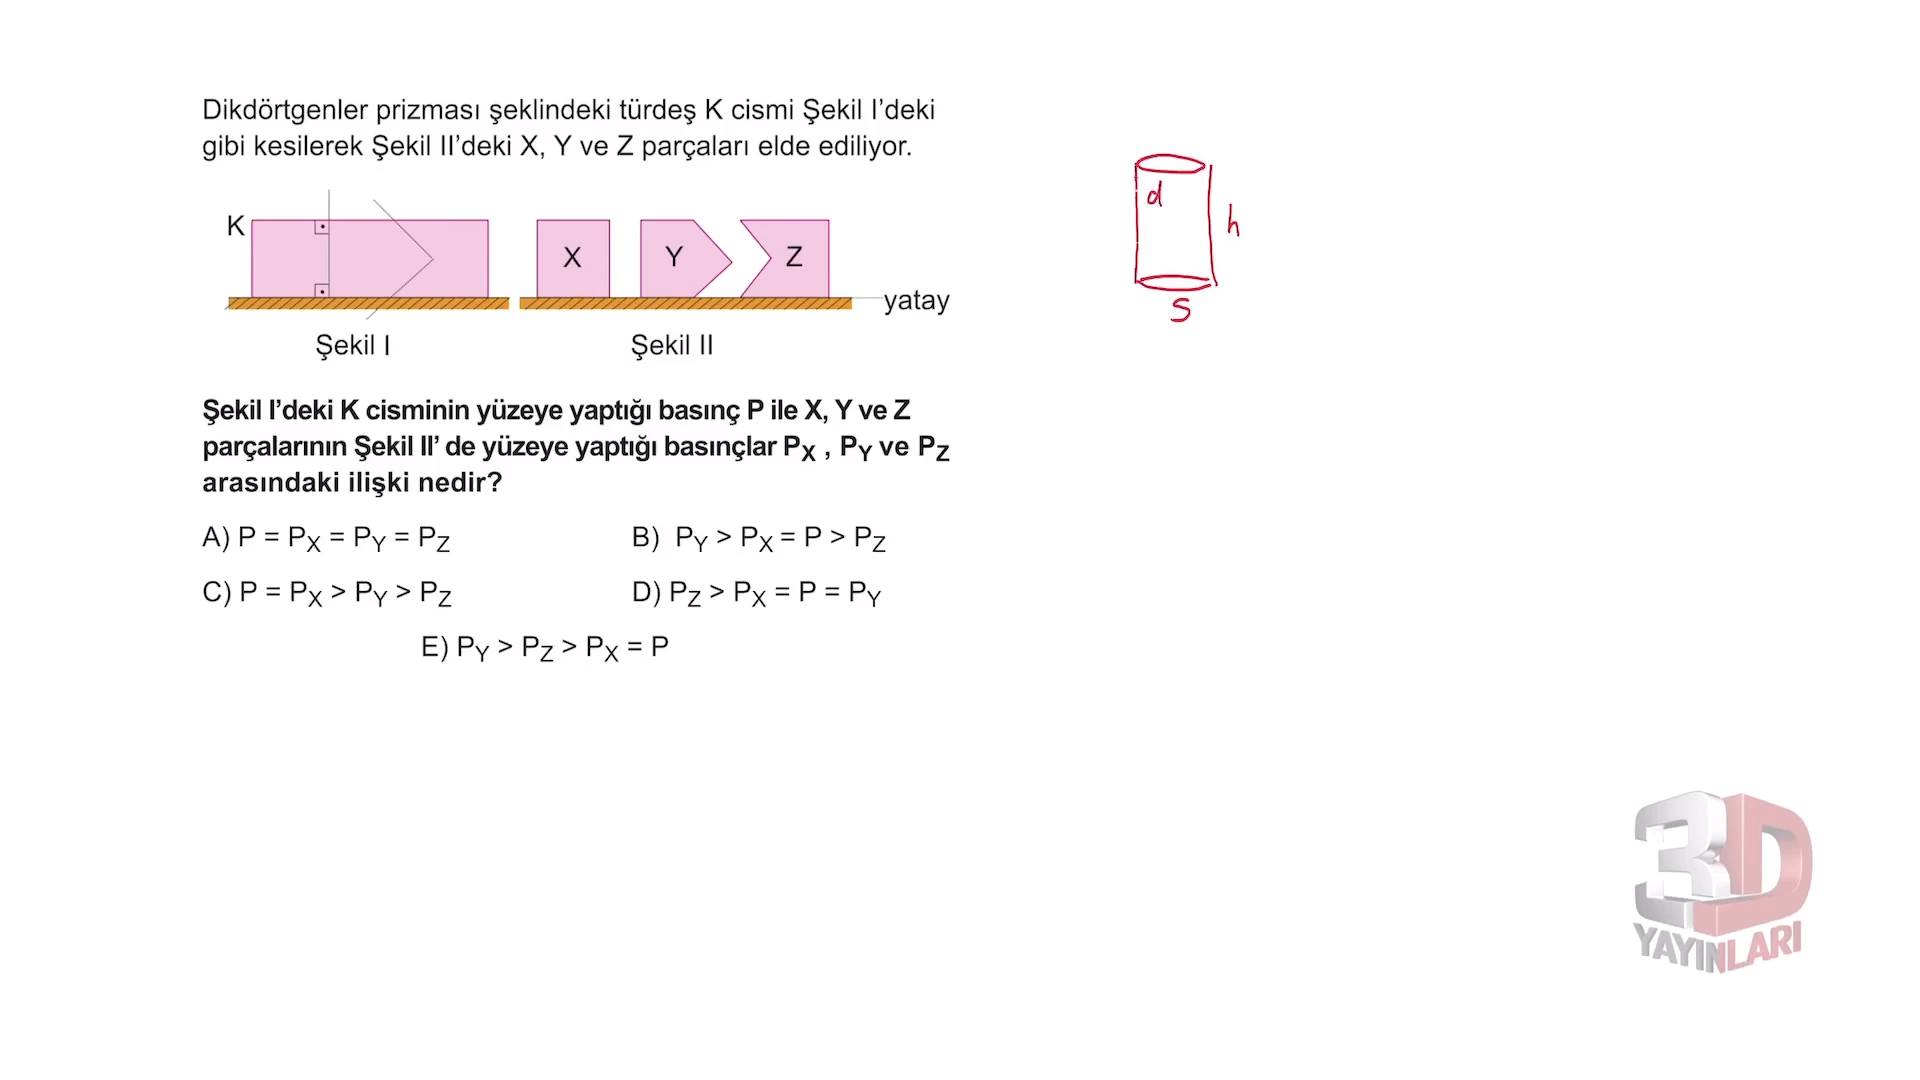 Dikdörtgenler prizması şeklindeki türdeş K cismi Şekil I’deki
gibi kesilerek Şekil II’deki X, Y ve Z parçaları elde ediliyor.
K
X
Y
Z
yatay
Şekil I
Şekil II
d
h
S
Şekil I’deki K cisminin yüzeye yaptığı basınç P ile X, Y ve Z
parçalarının Şekil II’ de yüzeye yaptığı basınçlar PX , PY ve PZ
arasındaki ilişki nedir?
A) P = PX = PY = PZ
B) PY > PX = P > PZ
C) P = PX > PY > PZ
D) PZ > PX = P = PY
E) PY > PZ > PX = P
3D
YAYINLARI